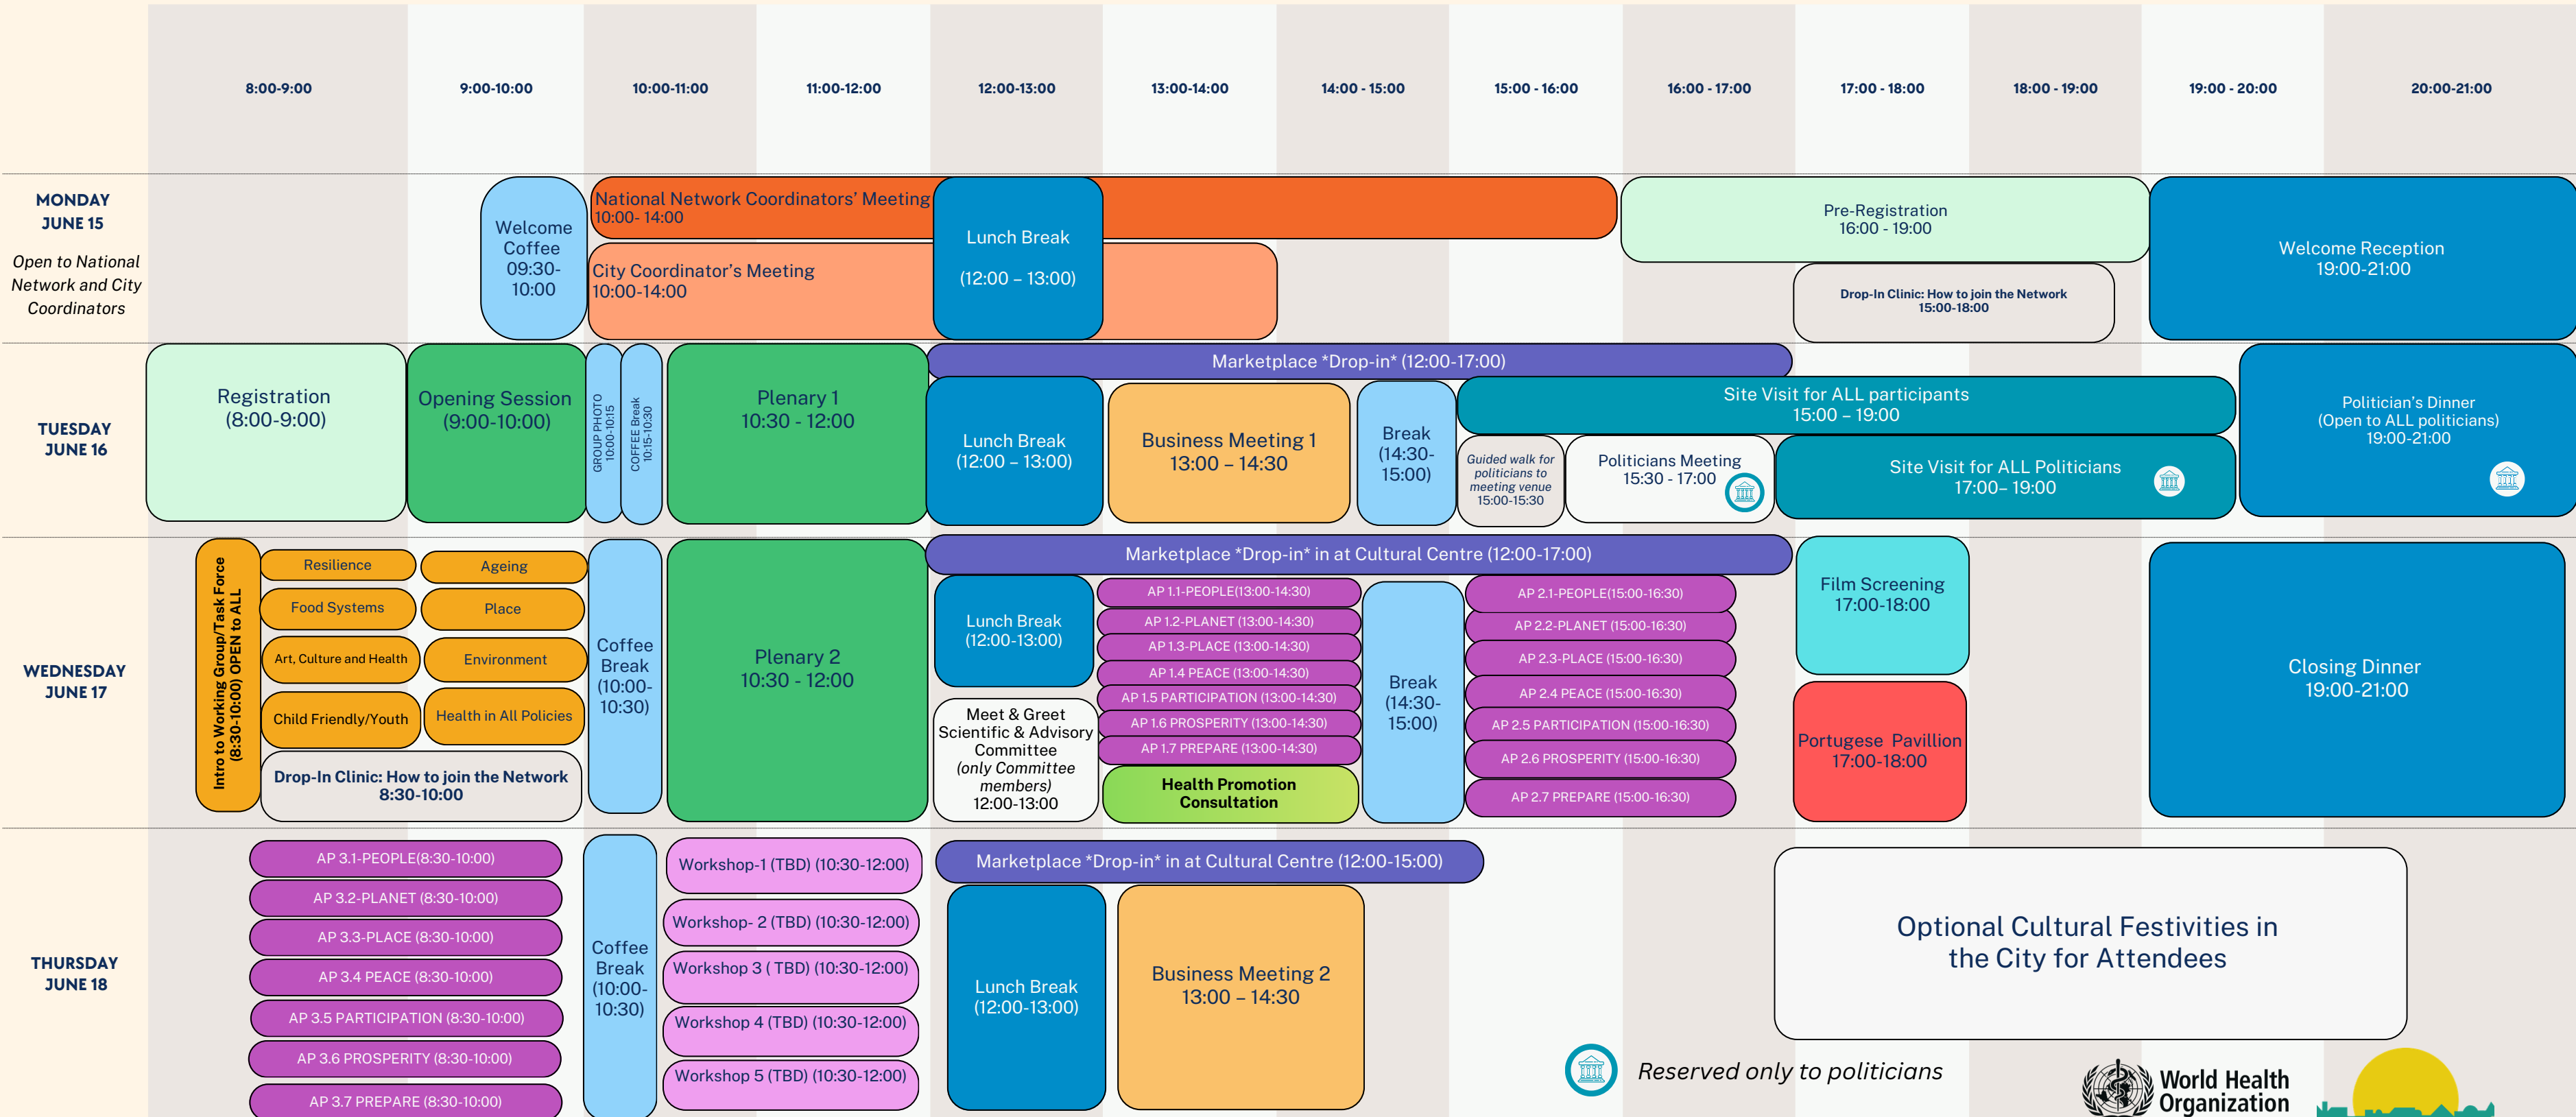 8:00-9:00
9:00-10:00
10:00-11:00
11:00-12:00
12:00-13:00
13:00-14:00
14:00 - 15:00
15:00 - 16:00
16:00 - 17:00
17:00 - 18:00
18:00 - 19:00
19:00 - 20:00
20:00-21:00
MONDAY
JUNE 15
Open to National
Network and City
Coordinators
Welcome
Coffee
09:30-
10:00
National Network Coordinators' Meeting
10:00- 14:00
City Coordinator's Meeting
10:00-14:00
Lunch Break
(12:00 – 13:00)
Pre-Registration
16:00 - 19:00
Drop-In Clinic: How to join the Network
15:00-18:00
Welcome Reception
19:00-21:00
TUESDAY
JUNE 16
Registration
(8:00-9:00)
Opening Session
(9:00-10:00)
GROUP PHOTO
10:00-10:15
COFFEE Break
10:15-10:30
Plenary 1
10:30 - 12:00
Marketplace *Drop-in* (12:00-17:00)
Lunch Break
(12:00 – 13:00)
Business Meeting 1
13:00 – 14:30
Break
(14:30-
15:00)
Site Visit for ALL participants
15:00 – 19:00
Guided walk for
politicians to
meeting venue
15:00-15:30
Politicians Meeting
15:30 - 17:00
Site Visit for ALL Politicians
17:00– 19:00
Politician's Dinner
(Open to ALL politicians)
19:00-21:00
WEDNESDAY
JUNE 17
Intro to Working Group/Task Force
(8:30-10:00) OPEN to ALL
Resilience
Ageing
Food Systems
Place
Art, Culture and Health
Environment
Child Friendly/Youth
Health in All Policies
Drop-In Clinic: How to join the Network
8:30-10:00
Coffee
Break
(10:00-
10:30)
Plenary 2
10:30 - 12:00
Marketplace *Drop-in* in at Cultural Centre (12:00-17:00)
Lunch Break
(12:00-13:00)
Meet & Greet
Scientific & Advisory
Committee
(only Committee
members)
12:00-13:00
AP 1.1-PEOPLE(13:00-14:30)
AP 1.2-PLANET (13:00-14:30)
AP 1.3-PLACE (13:00-14:30)
AP 1.4 PEACE (13:00-14:30)
AP 1.5 PARTICIPATION (13:00-14:30)
AP 1.6 PROSPERITY (13:00-14:30)
AP 1.7 PREPARE (13:00-14:30)
Health Promotion
Consultation
Break
(14:30-
15:00)
AP 2.1-PEOPLE(15:00-16:30)
AP 2.2-PLANET (15:00-16:30)
AP 2.3-PLACE (15:00-16:30)
AP 2.4 PEACE (15:00-16:30)
AP 2.5 PARTICIPATION (15:00-16:30)
AP 2.6 PROSPERITY (15:00-16:30)
AP 2.7 PREPARE (15:00-16:30)
Film Screening
17:00-18:00
Portugese Pavillion
17:00-18:00
Closing Dinner
19:00-21:00
THURSDAY
JUNE 18
AP 3.1-PEOPLE(8:30-10:00)
AP 3.2-PLANET (8:30-10:00)
AP 3.3-PLACE (8:30-10:00)
AP 3.4 PEACE (8:30-10:00)
AP 3.5 PARTICIPATION (8:30-10:00)
AP 3.6 PROSPERITY (8:30-10:00)
AP 3.7 PREPARE (8:30-10:00)
Coffee
Break
(10:00-
10:30)
Workshop-1 (TBD) (10:30-12:00)
Workshop- 2 (TBD) (10:30-12:00)
Workshop 3 ( TBD) (10:30-12:00)
Workshop 4 (TBD) (10:30-12:00)
Workshop 5 (TBD) (10:30-12:00)
Marketplace *Drop-in* in at Cultural Centre (12:00-15:00)
Lunch Break
(12:00-13:00)
Business Meeting 2
13:00 – 14:30
Optional Cultural Festivities in
the City for Attendees
Reserved only to politicians
World Health
Organization